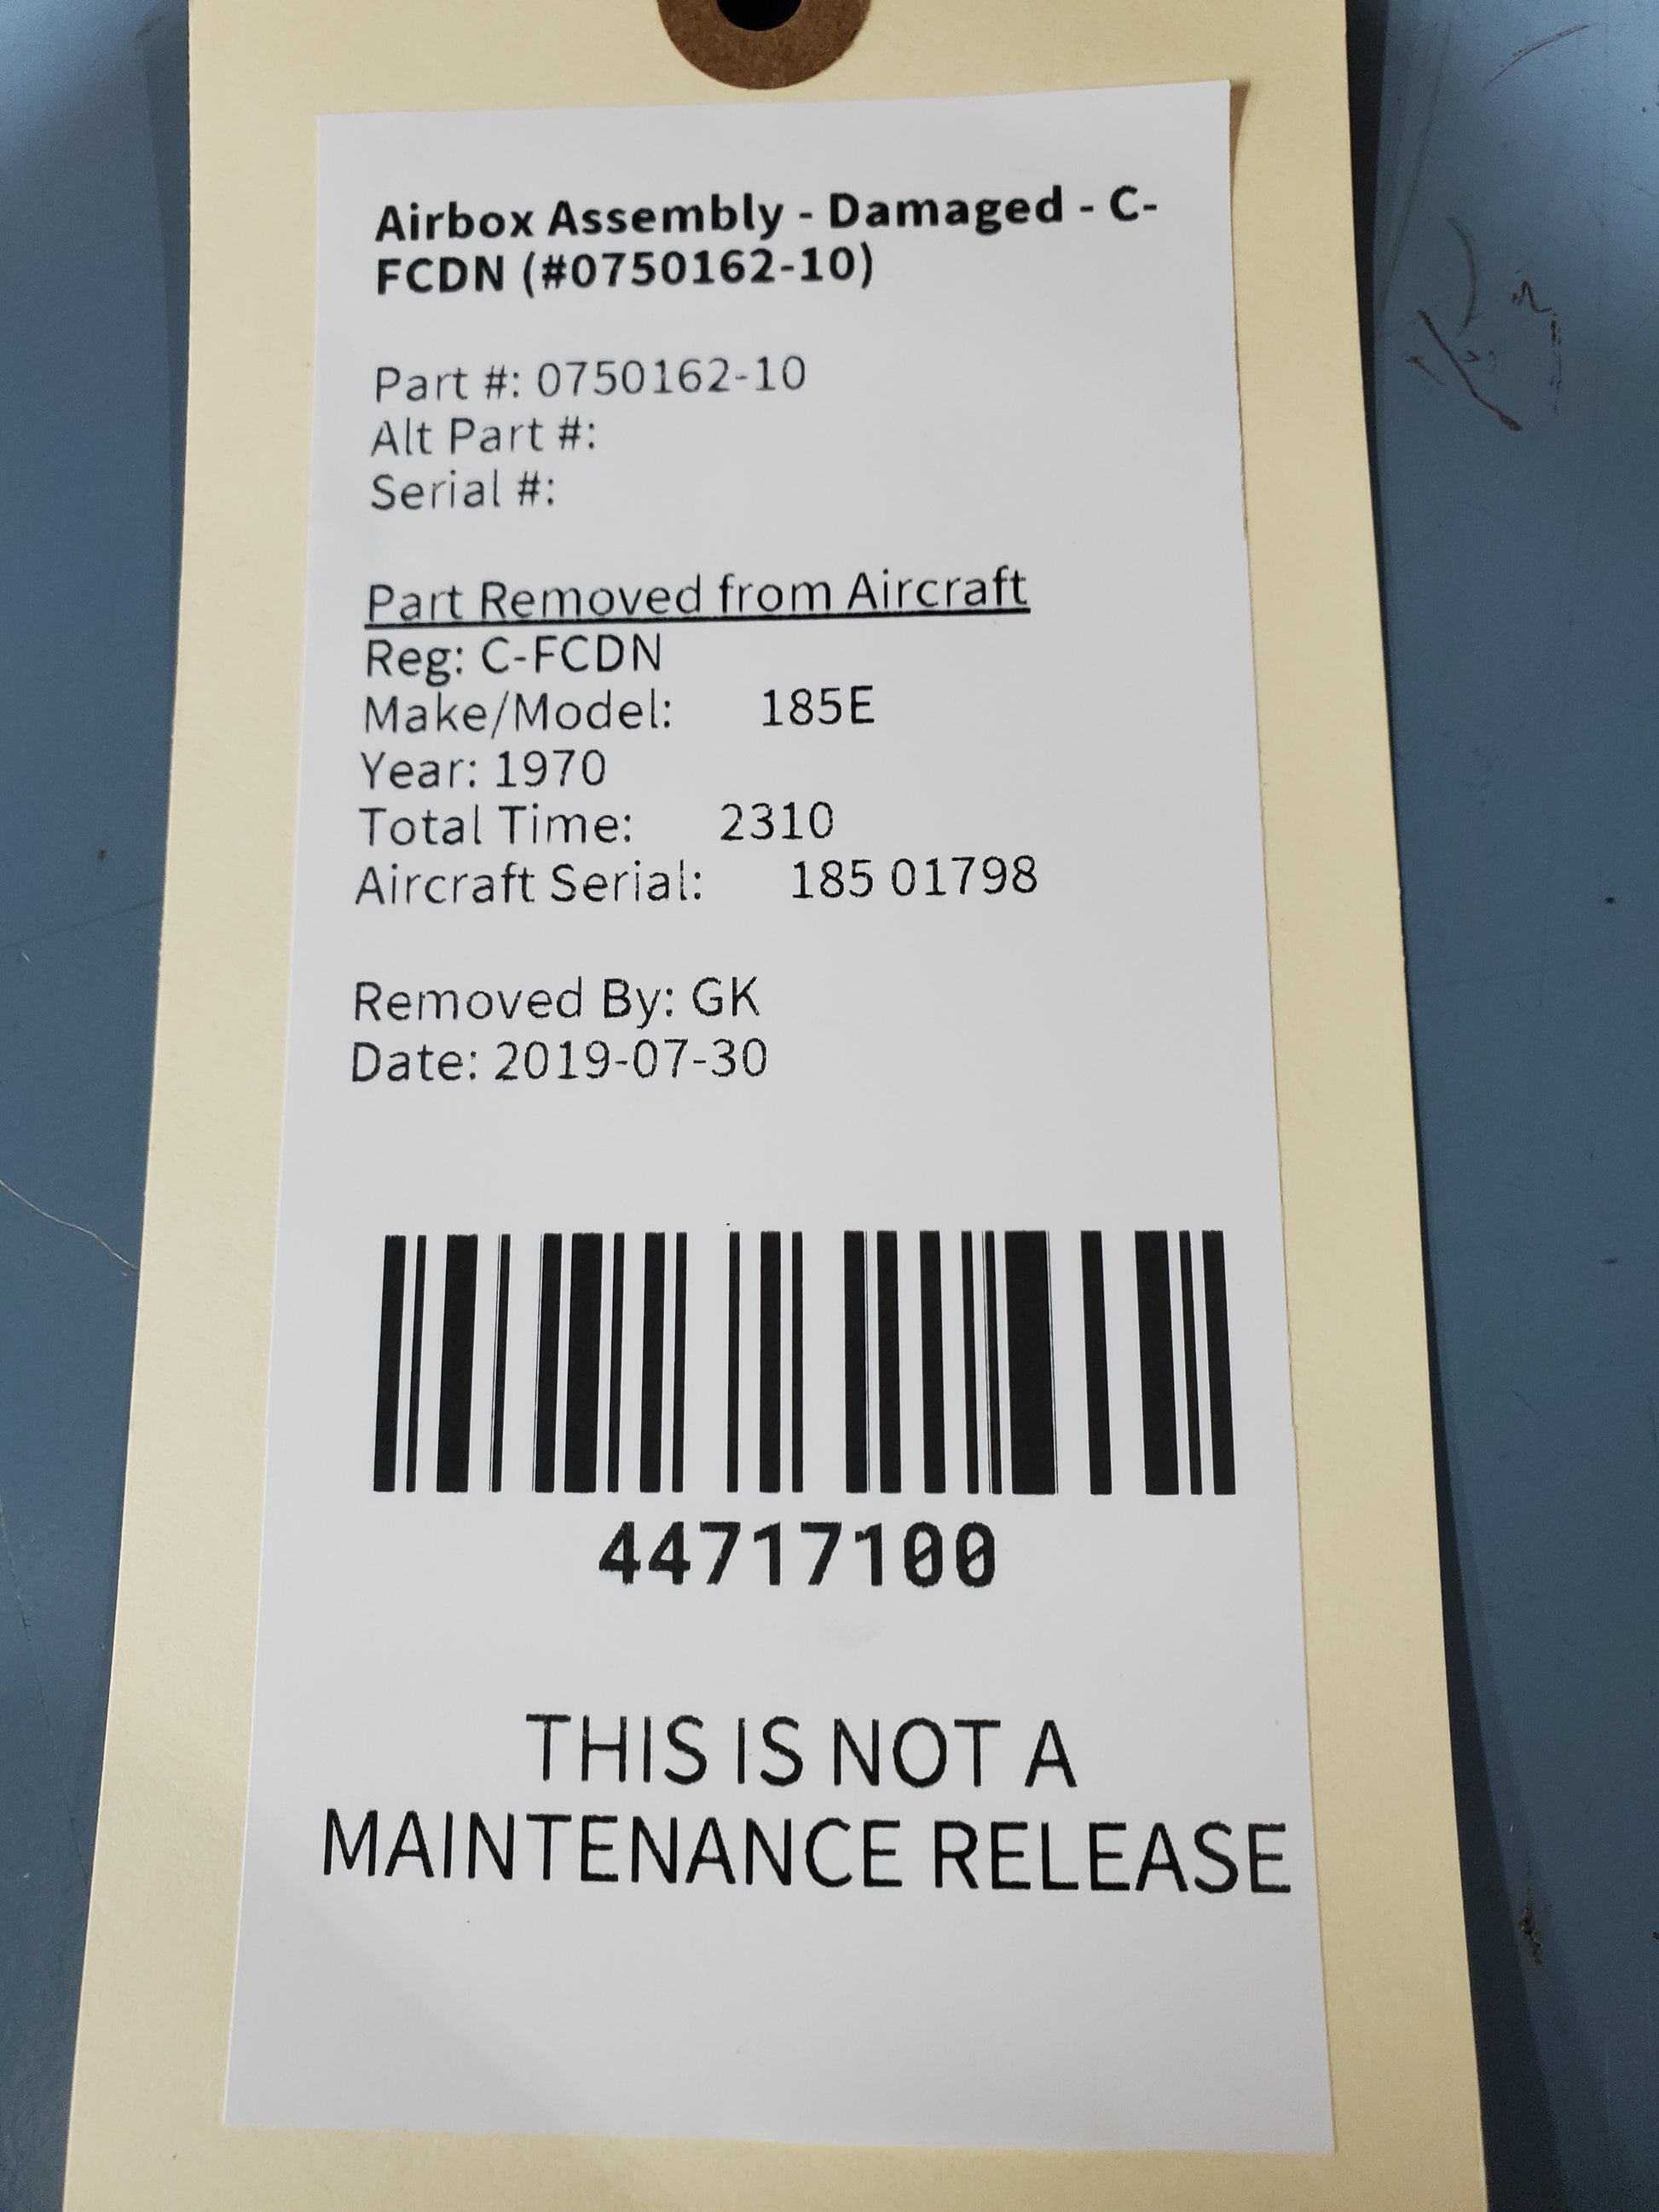 Airbox Assembly - Damaged - C-
FCDN (#0750162-10)
Part #: 0750162-10
Alt Part #:
Serial #:
Part Removed from Aircraft
Reg: C-FCDN
Make/Model: 185E
Year: 1970
Total Time: 2310
Aircraft Serial: 185 01798
Removed By: GK
Date: 2019-07-30
44717100
THIS IS NOT A
MAINTENANCE RELEASE